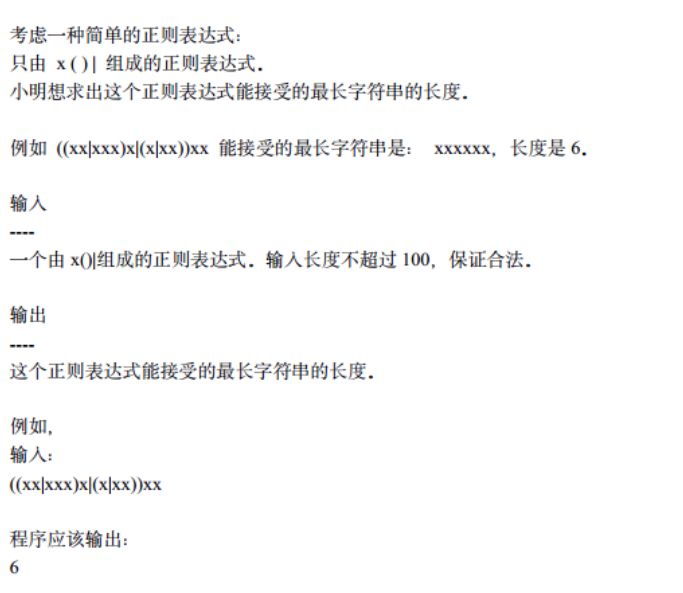 考虑一种简单的正则表达式：
只由 x ( ) | 组成的正则表达式．
小明想求出这个正则表达式能接受的最长字符串的长度．
例如 ((xx|xxx)x|(x|xx))xx 能接受的最长字符串是： xxxxxx，长度是 6．
输入
----
一个由 x()|组成的正则表达式．输入长度不超过 100，保证合法．
输出
----
这个正则表达式能接受的最长字符串的长度．
例如，
输入：
((xx|xxx)x|(x|xx))xx
程序应该输出：
6